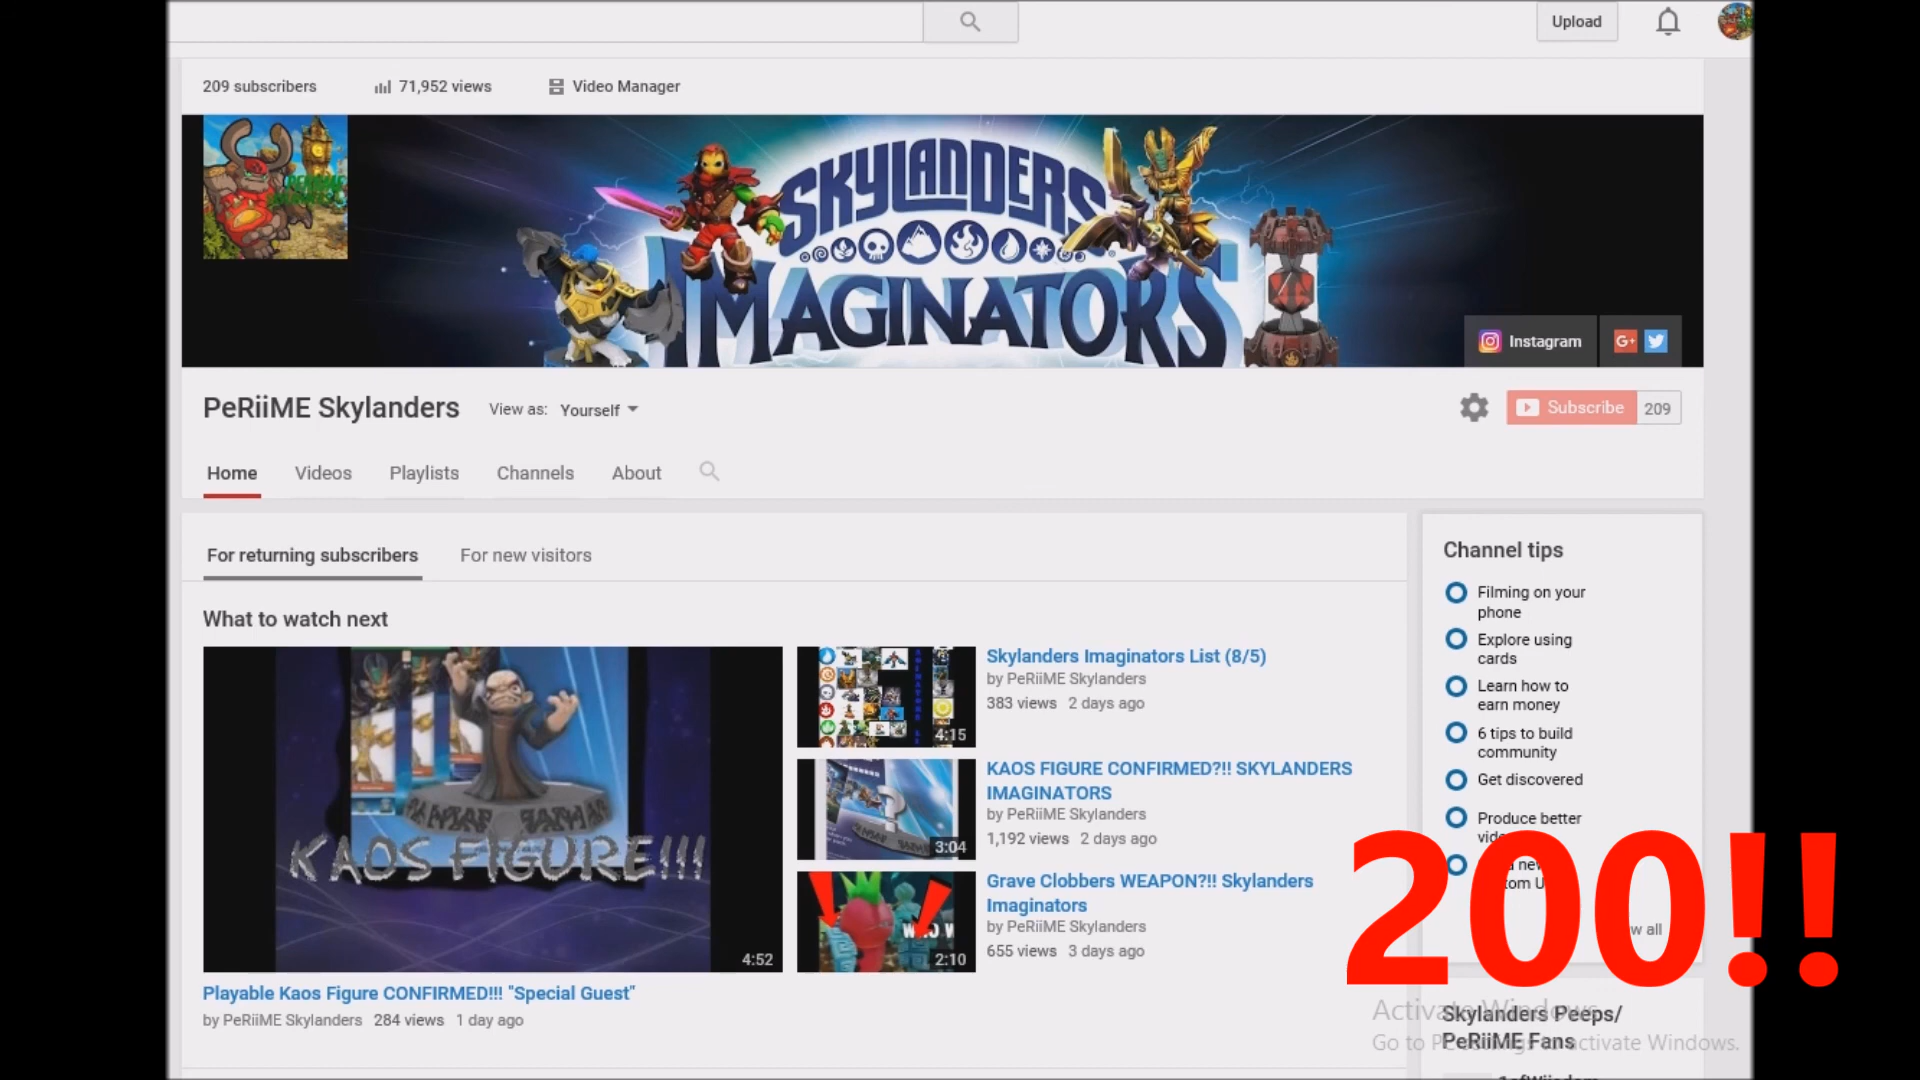 Upload
209 subscribers
71,952 views
Video Manager
SKYLANDERS
IMAGINATORS
Instagram
G+
PeRiiME Skylanders
View as: Yourself
Subscribe 209
Home
Videos
Playlists
Channels
About
For returning subscribers
For new visitors
What to watch next
KAOS FIGURE!!!
4:52
Playable Kaos Figure CONFIRMED!!! "Special Guest"
by PeRiiME Skylanders 284 views 1 day ago
4:15
Skylanders Imaginators List (8/5)
by PeRiiME Skylanders
383 views 2 days ago
3:04
KAOS FIGURE CONFIRMED?!! SKYLANDERS
IMAGINATORS
by PeRiiME Skylanders
1,192 views 2 days ago
2:10
Grave Clobbers WEAPON?!! Skylanders
Imaginators
by PeRiiME Skylanders
655 views 3 days ago
Channel tips
Filming on your
phone
Explore using
cards
Learn how to
earn money
6 tips to build
community
Get discovered
Produce better
200!!
Skylanders Peeps/
PeRiiME Fans
Activate Windows
Go to PC settings to activate Windows.